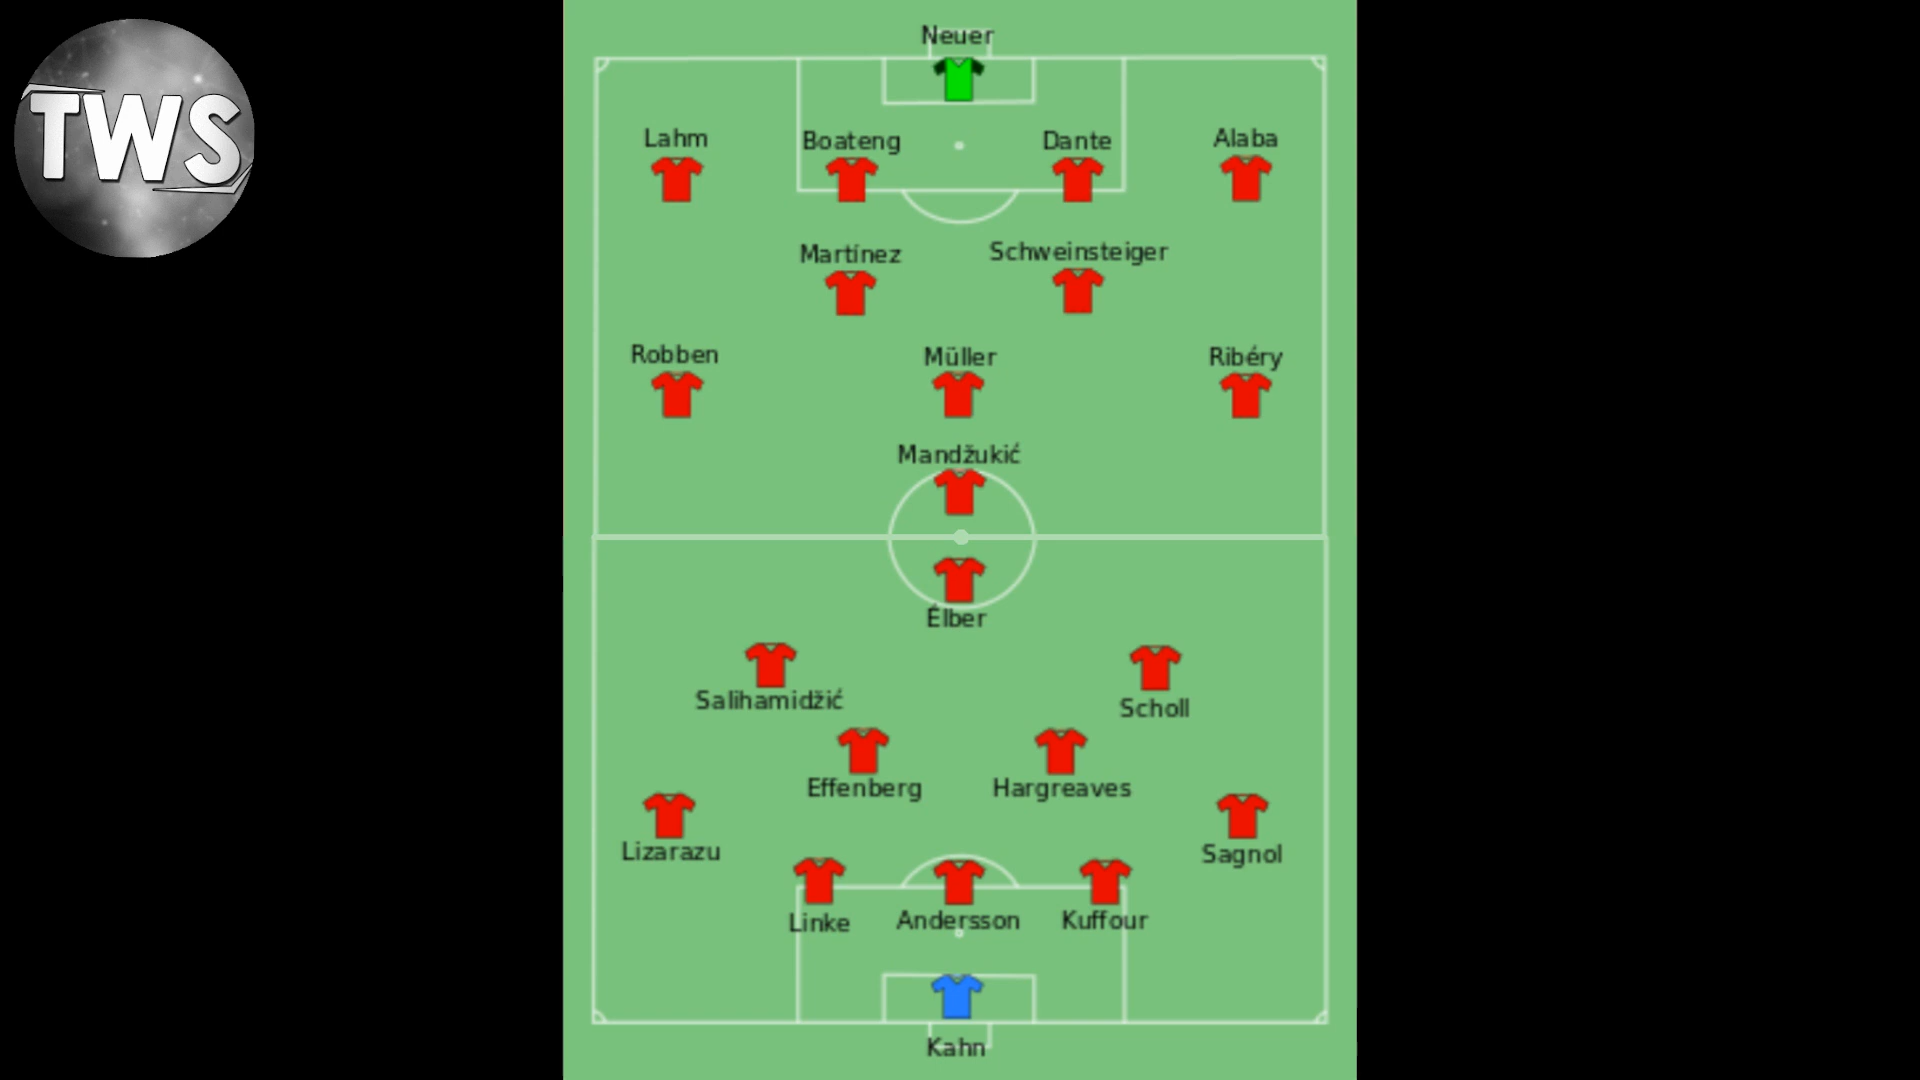 TWS
Neuer
Lahm
Boateng
Dante
Alaba
Martínez
Schweinsteiger
Robben
Müller
Ribéry
Mandžukić
Élber
Salihamidžić
Scholl
Effenberg
Hargreaves
Lizarazu
Sagnol
Linke
Andersson
Kuffour
Kahn